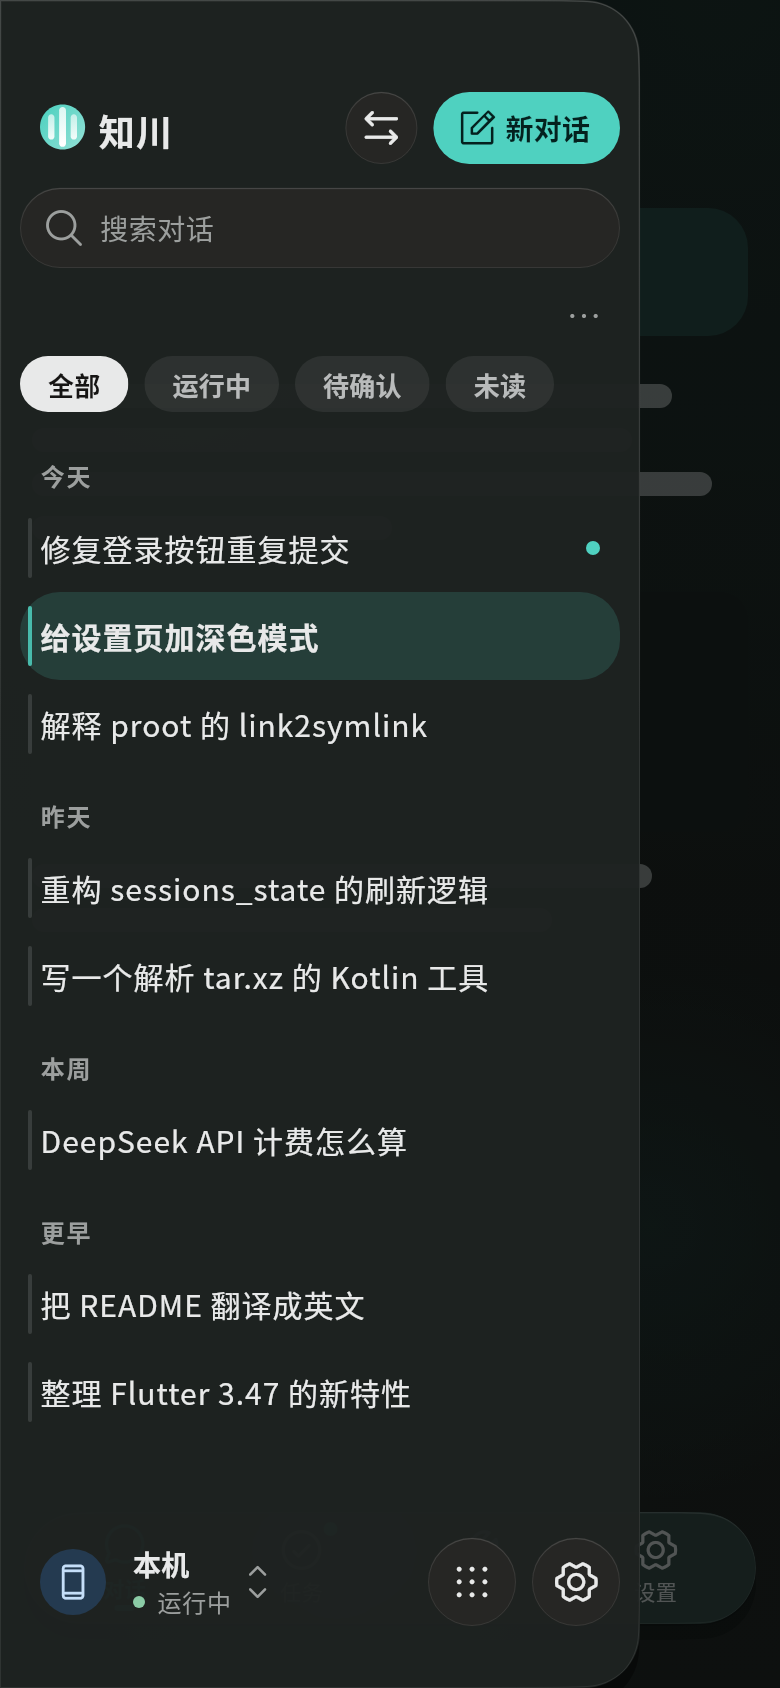 知川
新对话
搜索对话
全部 运行中 待确认 未读
今天
修复登录按钮重复提交
给设置页加深色模式
解释 proot 的 link2symlink
昨天
重构 sessions_state 的刷新逻辑
写一个解析 tar.xz 的 Kotlin 工具
本周
DeepSeek API 计费怎么算
更早
把 README 翻译成英文
整理 Flutter 3.47 的新特性
本机
运行中
设置